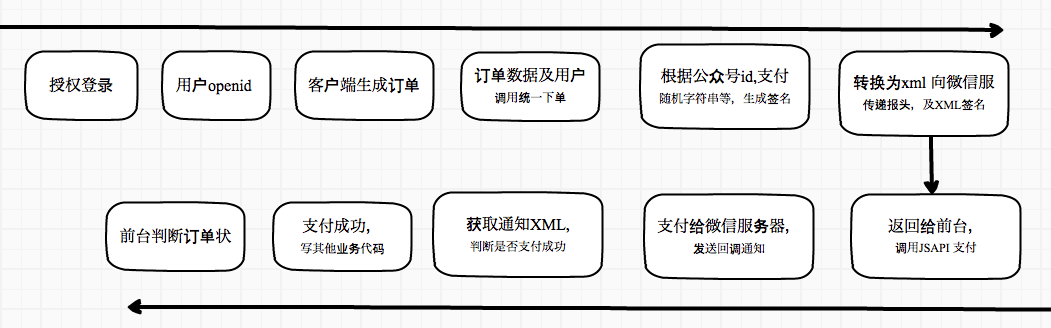 授权登录
用户openid
客户端生成订单
订单数据及用户
调用统一下单
根据公众号id,支付
随机字符串等，生成签名
转换为xml 向微信服
传递报头，及XML签名
返回给前台，
调用JSAPI 支付
支付给微信服务器，
发送回调通知
获取通知XML,
判断是否支付成功
支付成功，
写其他业务代码
前台判断订单状